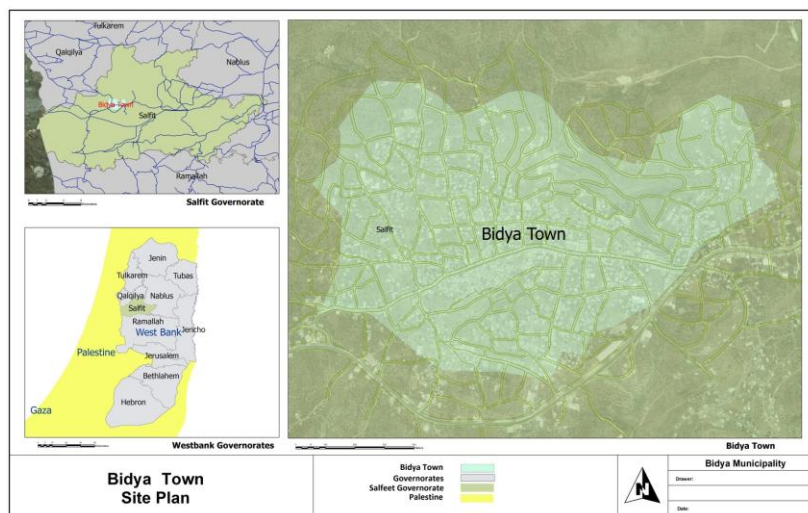 Tulkarem
Qalqilya
Nablus
Bidya Town
Salfit
Ramallah
Salfit Governorate
Jenin
Tulkarem
Tubas
Qalqilya
Nablus
Salfit
Ramallah
West Bank
Jericho
Palestine
Jerusalem
Bethlahem
Hebron
Gaza
Westbank Governorates
Salfit
Bidya Town
Bidya Town
Bidya Town
Site Plan
Bidya Town
Governorates
Salfeet Governorate
Palestine
N
Bidya Municipality
Drawer:
Date: